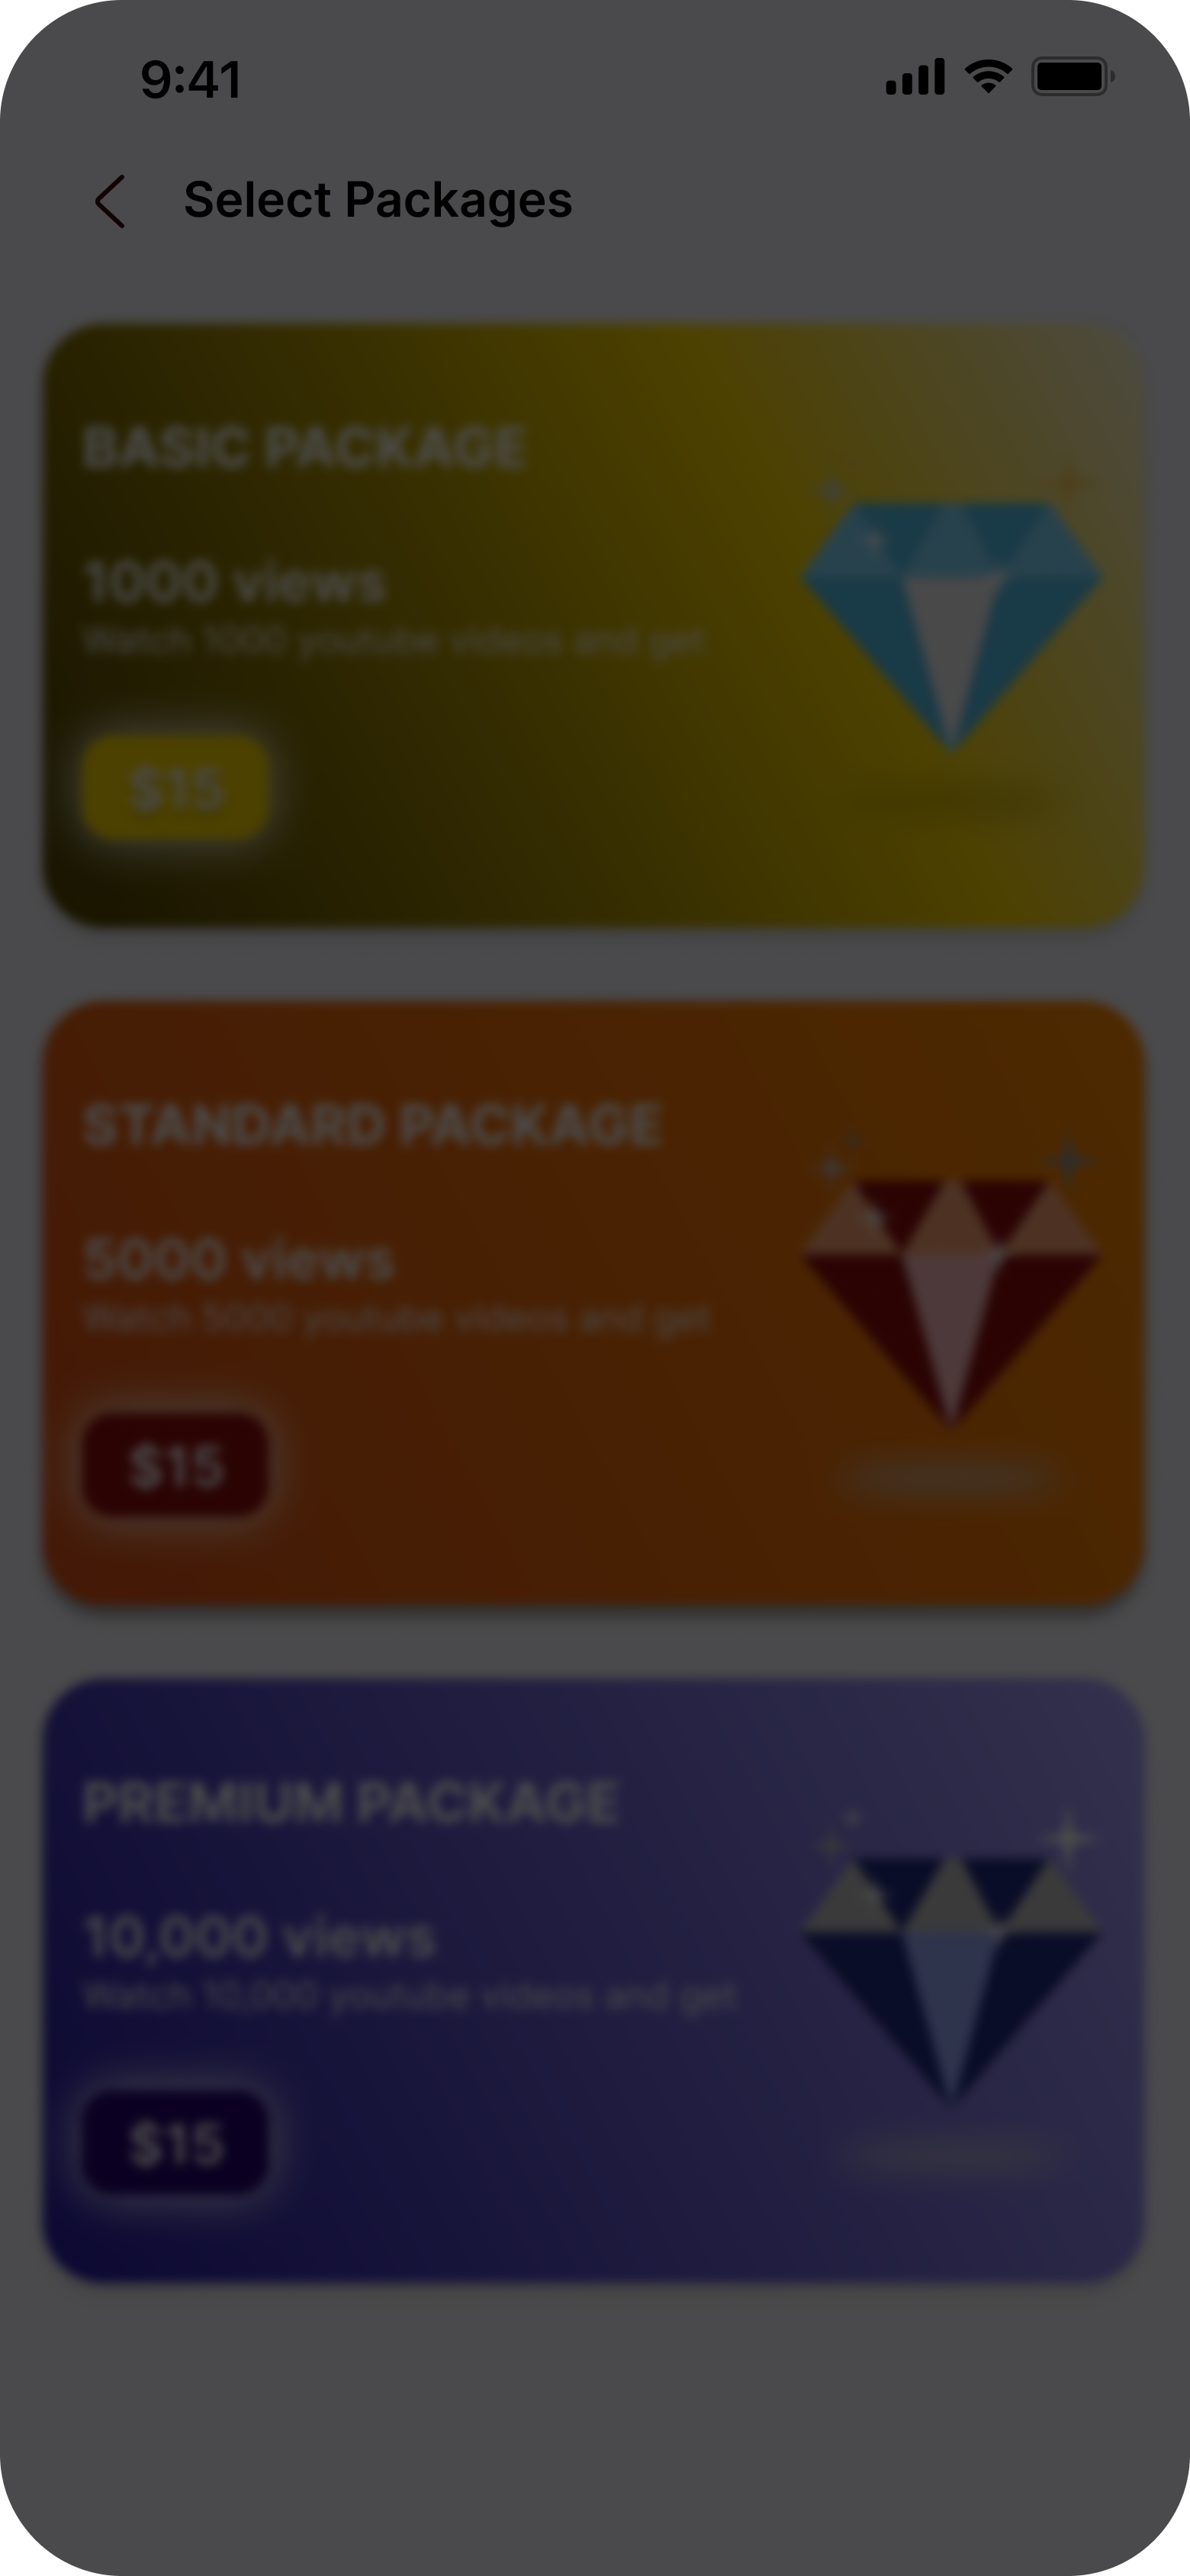 9:41
Select Packages
BASIC PACKAGE
1000 views
Watch 1000 youtube videos and get
$15
STANDARD PACKAGE
5000 views
Watch 5000 youtube videos and get
$15
PREMIUM PACKAGE
10,000 views
Watch 10,000 youtube videos and get
$15